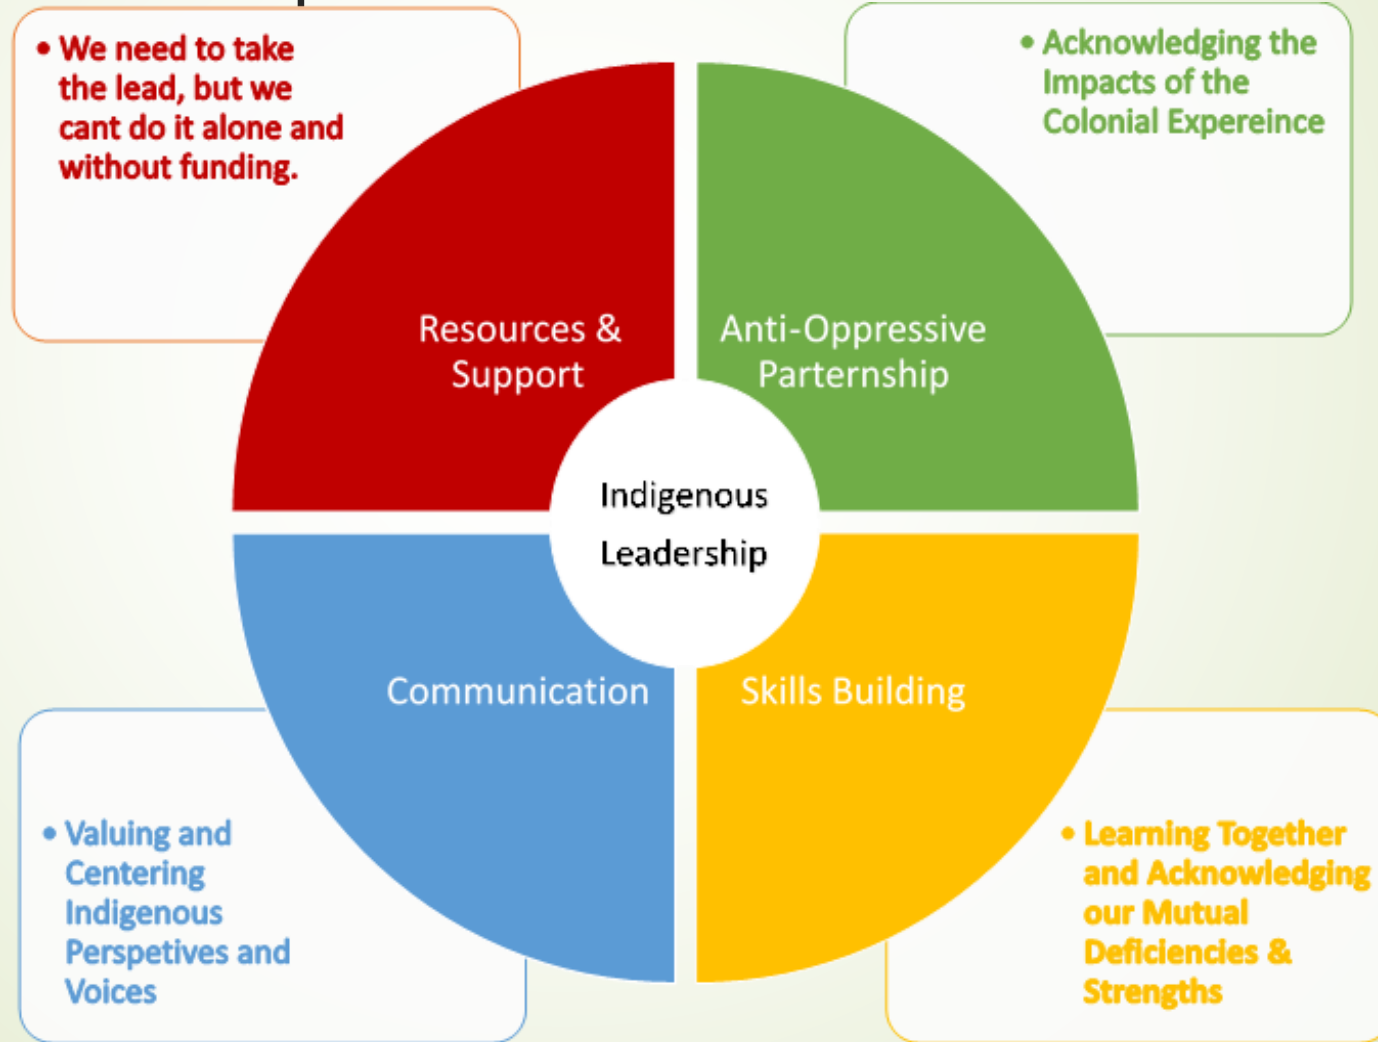 • We need to take
the lead, but we
cant do it alone and
without funding.
• Acknowledging the
Impacts of the
Colonial Expereince
Resources &
Support
Anti-Oppressive
Parternship
Indigenous
Leadership
Communication
Skills Building
• Valuing and
Centering
Indigenous
Perspetives and
Voices
• Learning Together
and Acknowledging
our Mutual
Deficiencies &
Strengths